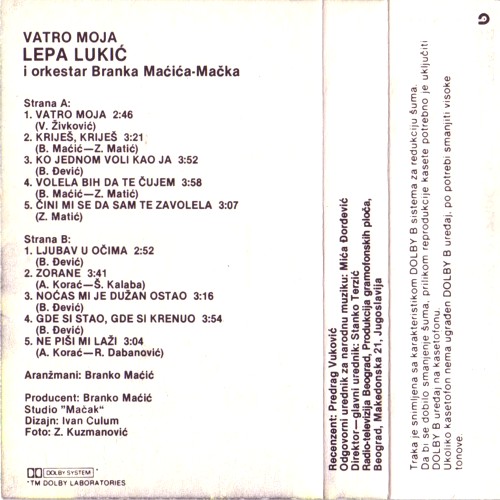 VATRO MOJA
LEPA LUKIĆ
i orkestar Branka Maćića-Mačka
Strana A:
1. VATRO MOJA 2:46
(V. Živković)
2. KRIJEŠ, KRIJEŠ 3:21
(B. Maćić—Z. Matić)
3. KO JEDNOM VOLI KAO JA 3:52
(B. Đević)
4. VOLELA BIH DA TE ČUJEM 3:58
(B. Maćić—Z. Matić)
5. ČINI MI SE DA SAM TE ZAVOLELA 3:07
(Z. Matić)
Strana B:
1. LJUBAV U OČIMA 2:52
(B. Đević)
2. ZORANE 3:41
(A. Korać—Š. Kalaba)
3. NOĆAS MI JE DUŽAN OSTAO 3:16
(B. Đević)
4. GDE SI STAO, GDE SI KRENUO 3:54
(B. Đević)
5. NE PIŠI MI LAŽI 3:04
(A. Korać—R. Dabanović)
Aranžmani: Branko Maćić
Producent: Branko Maćić
Studio "Mačak"
Dizajn: Ivan Ćulum
Foto: Z. Kuzmanović
DOLBY SYSTEM
"TM DOLBY LABORATORIES
Recenzent: Predrag Vuković
Odgovorni urednik za narodnu muziku: Mića Đorđević
Direktor—glavni urednik: Stanko Terzić
Radio-televizija Beograd, Produkcija gramofonskih ploča,
Beograd, Makedonska 21, Jugoslavija
Traka je snimljena sa karakteristikom DOLBY B sistema za redukciju šuma.
Da bi se dobilo smanjenje šuma, prilikom reprodukcije kasete potrebno je uključiti
DOLBY B uređaj na kasetofonu.
Ukoliko kasetofon nema ugrađen DOLBY B uređaj, po potrebi smanjiti visoke
tonove.